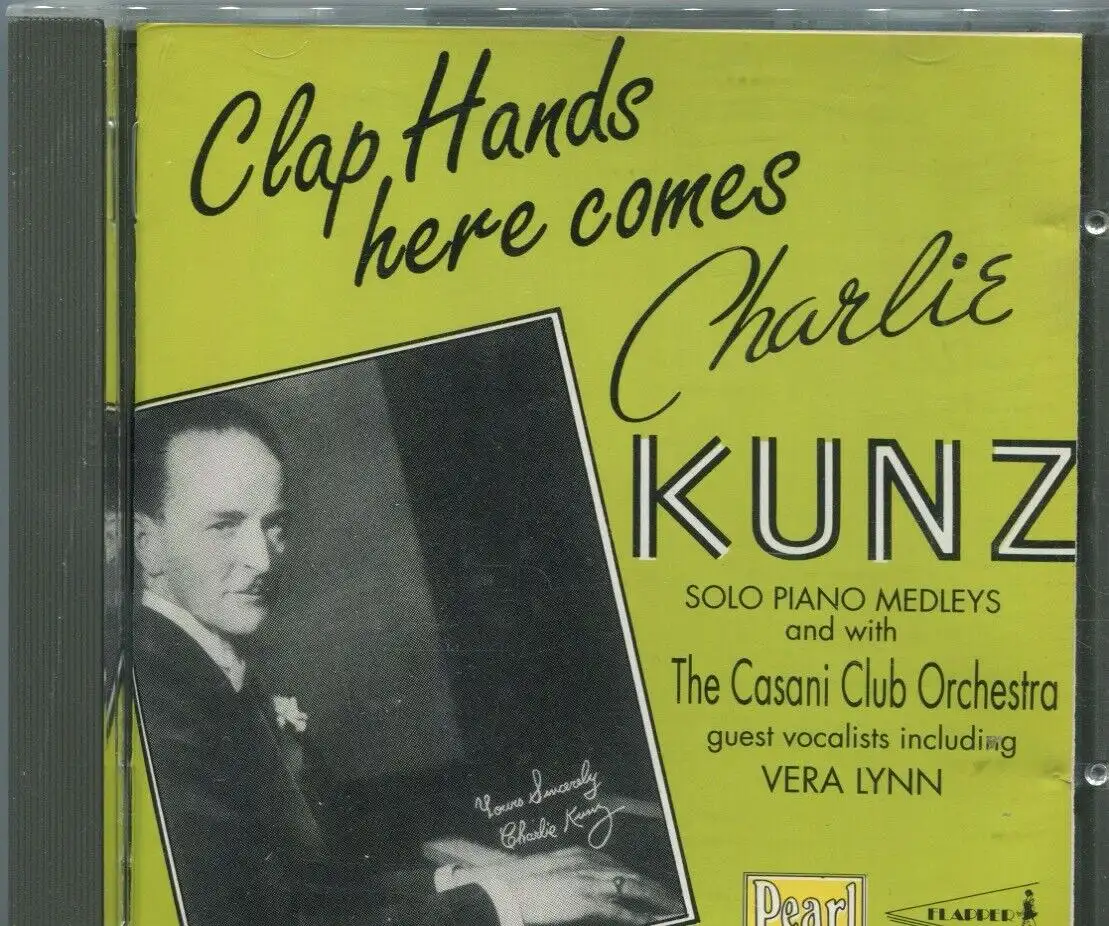 Clap Hands
here comes
Charlie
KUNZ
SOLO PIANO MEDLEYS
and with
The Casani Club Orchestra
guest vocalists including
VERA LYNN
Yours Sincerely
Charlie Kunz
Pearl
FLAPPER